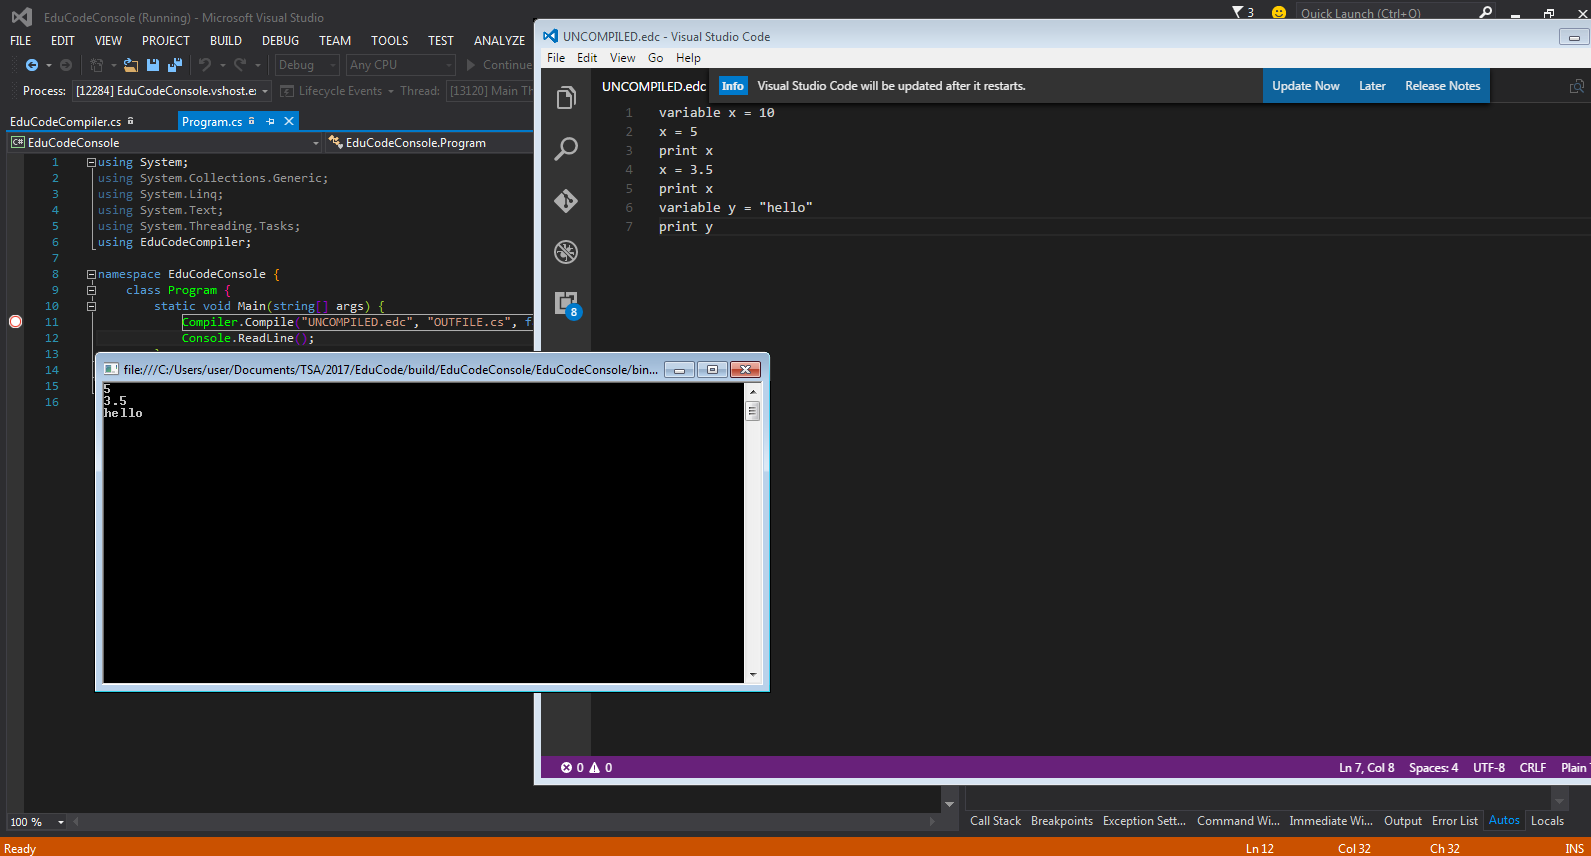 EduCodeConsole (Running) - Microsoft Visual Studio
3
Quick Launch (Ctrl+Q)
FILE EDIT VIEW PROJECT BUILD DEBUG TEAM TOOLS TEST ANALYZE
Debug Any CPU Continue
Process: [12284] EduCodeConsole.vshost.e Lifecycle Events Thread: [13120] Main Th
EduCodeCompiler.cs Program.cs
C# EduCodeConsole EduCodeConsole.Program
1 using System;
2 using System.Collections.Generic;
3 using System.Linq;
4 using System.Text;
5 using System.Threading.Tasks;
6 using EduCodeCompiler;
7
8 namespace EduCodeConsole {
9 class Program {
10 static void Main(string[] args) {
11 Compiler.Compile("UNCOMPILED.edc", "OUTFILE.cs", f
12 Console.ReadLine();
13
14
15
16
UNCOMPILED.edc - Visual Studio Code
File Edit View Go Help
UNCOMPILED.edc
Info Visual Studio Code will be updated after it restarts. Update Now Later Release Notes
1 variable x = 10
2 x = 5
3 print x
4 x = 3.5
5 print x
6 variable y = "hello"
7 print y
8
0 0 Ln 7, Col 8 Spaces: 4 UTF-8 CRLF Plain
file:///C:/Users/user/Documents/TSA/2017/EduCode/build/EduCodeConsole/EduCodeConsole/bin...
5
3.5
hello
100 %
Call Stack Breakpoints Exception Sett... Command Wi... Immediate Wi... Output Error List Autos Locals
Ready Ln 12 Col 32 Ch 32 INS